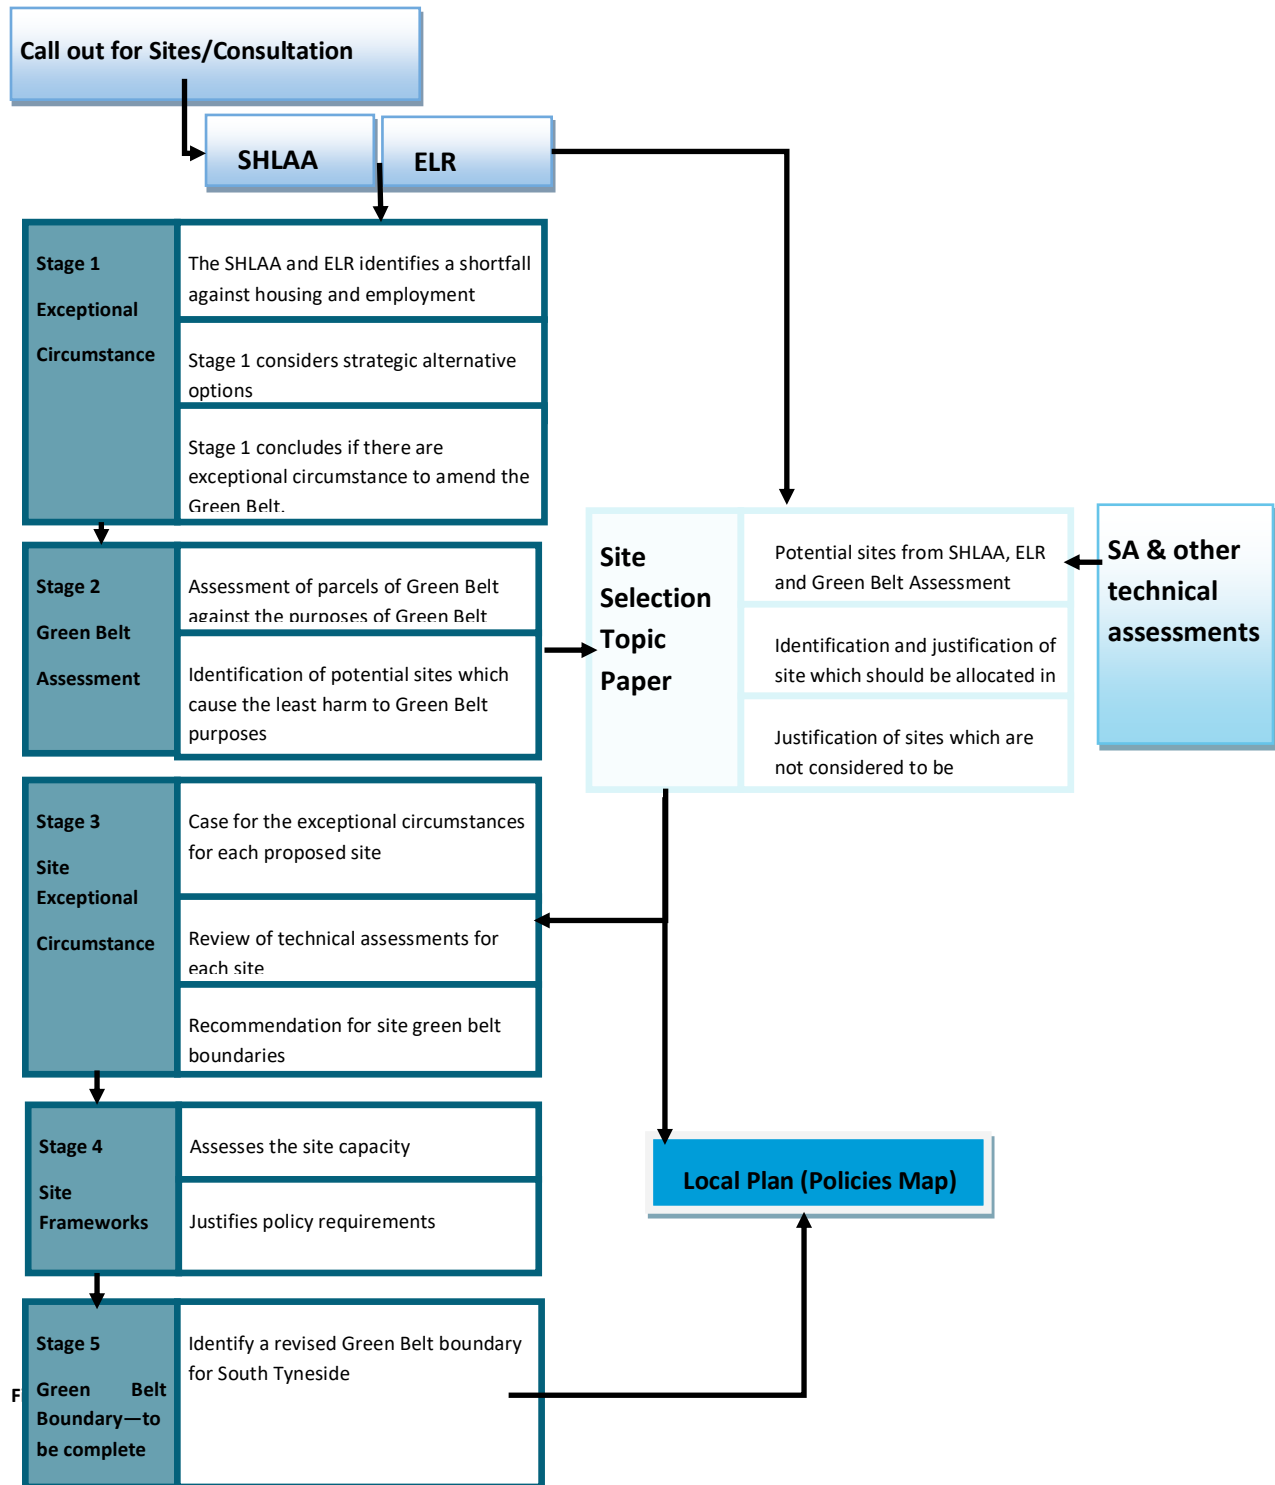 Call out for Sites/Consultation
SHLAA
ELR
Stage 1
Exceptional
Circumstance
The SHLAA and ELR identifies a shortfall
against housing and employment
Stage 1 considers strategic alternative
options
Stage 1 concludes if there are
exceptional circumstance to amend the
Green Belt.
Stage 2
Green Belt
Assessment
Assessment of parcels of Green Belt
against the purposes of Green Belt
Identification of potential sites which
cause the least harm to Green Belt
purposes
Site
Selection
Topic
Paper
Potential sites from SHLAA, ELR
and Green Belt Assessment
Identification and justification of
site which should be allocated in
Justification of sites which are
not considered to be
SA & other
technical
assessments
Stage 3
Site
Exceptional
Circumstance
Case for the exceptional circumstances
for each proposed site
Review of technical assessments for
each site
Recommendation for site green belt
boundaries
Stage 4
Site
Frameworks
Assesses the site capacity
Justifies policy requirements
Local Plan (Policies Map)
Stage 5
Green Belt
Boundary—to
be complete
Identify a revised Green Belt boundary
for South Tyneside
F